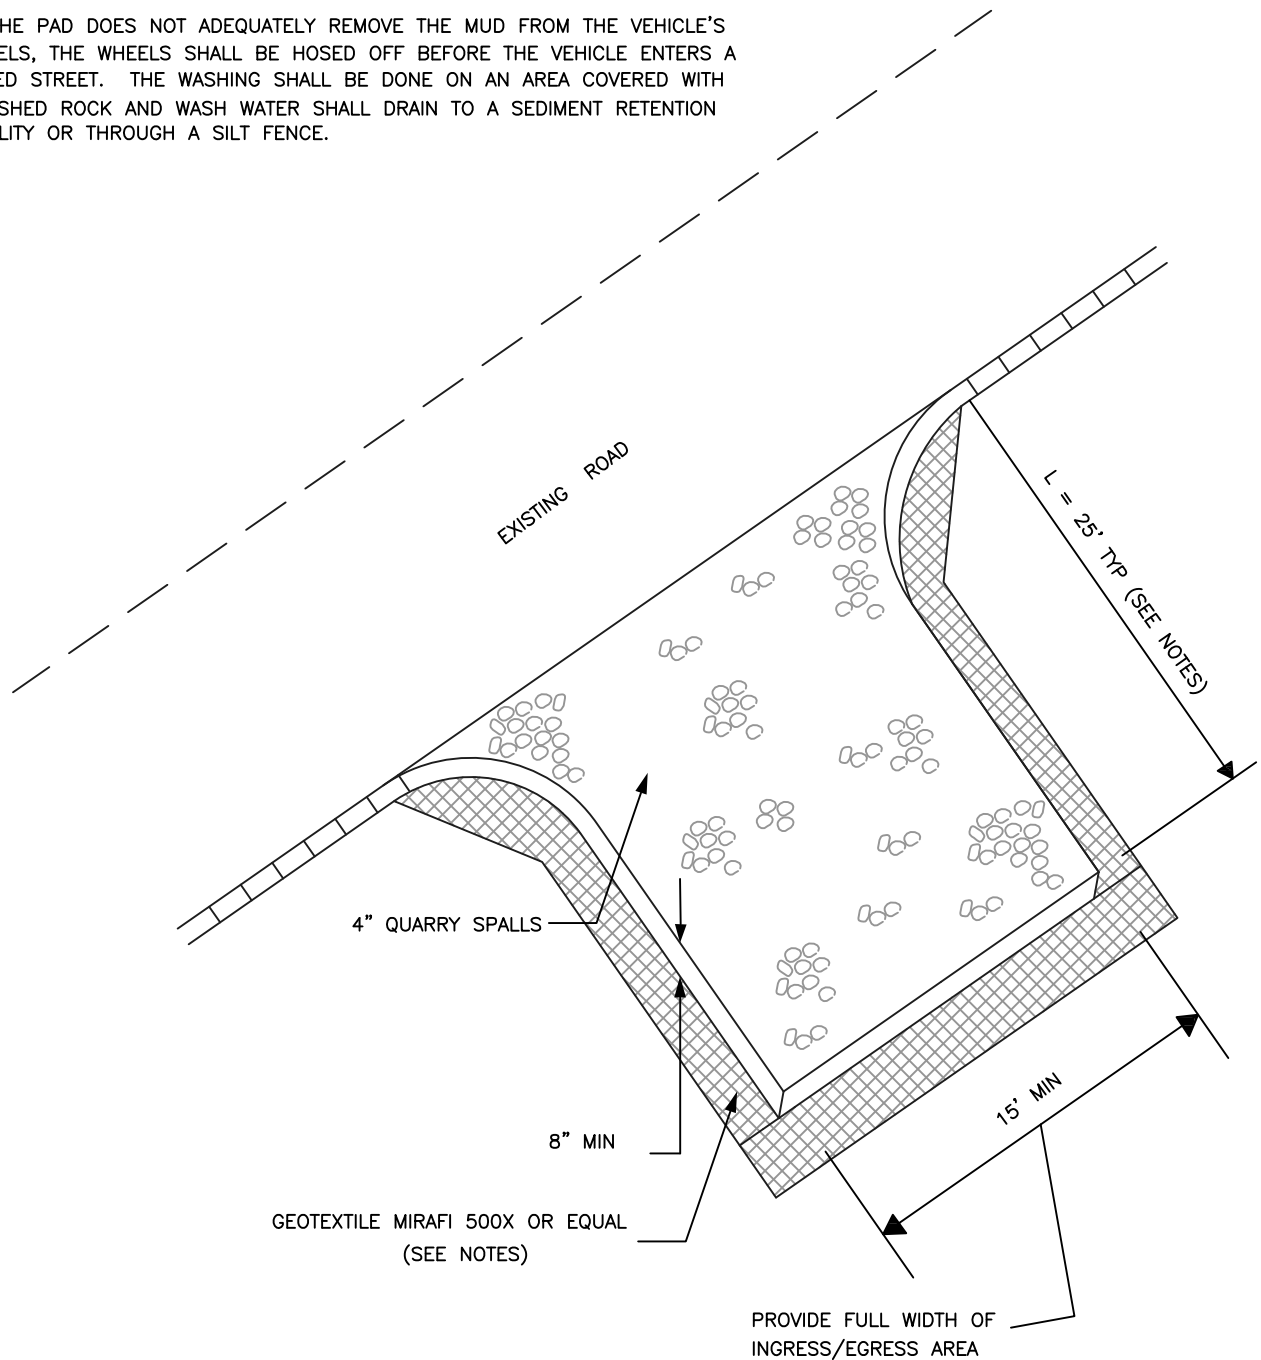 HE PAD DOES NOT ADEQUATELY REMOVE THE MUD FROM THE VEHICLE'S
ELS, THE WHEELS SHALL BE HOSED OFF BEFORE THE VEHICLE ENTERS A
ED STREET. THE WASHING SHALL BE DONE ON AN AREA COVERED WITH
SHED ROCK AND WASH WATER SHALL DRAIN TO A SEDIMENT RETENTION
LITY OR THROUGH A SILT FENCE.
EXISTING ROAD
L = 25' TYP (SEE NOTES)
4" QUARRY SPALLS
8" MIN
15' MIN
GEOTEXTILE MIRAFI 500X OR EQUAL
(SEE NOTES)
PROVIDE FULL WIDTH OF
INGRESS/EGRESS AREA